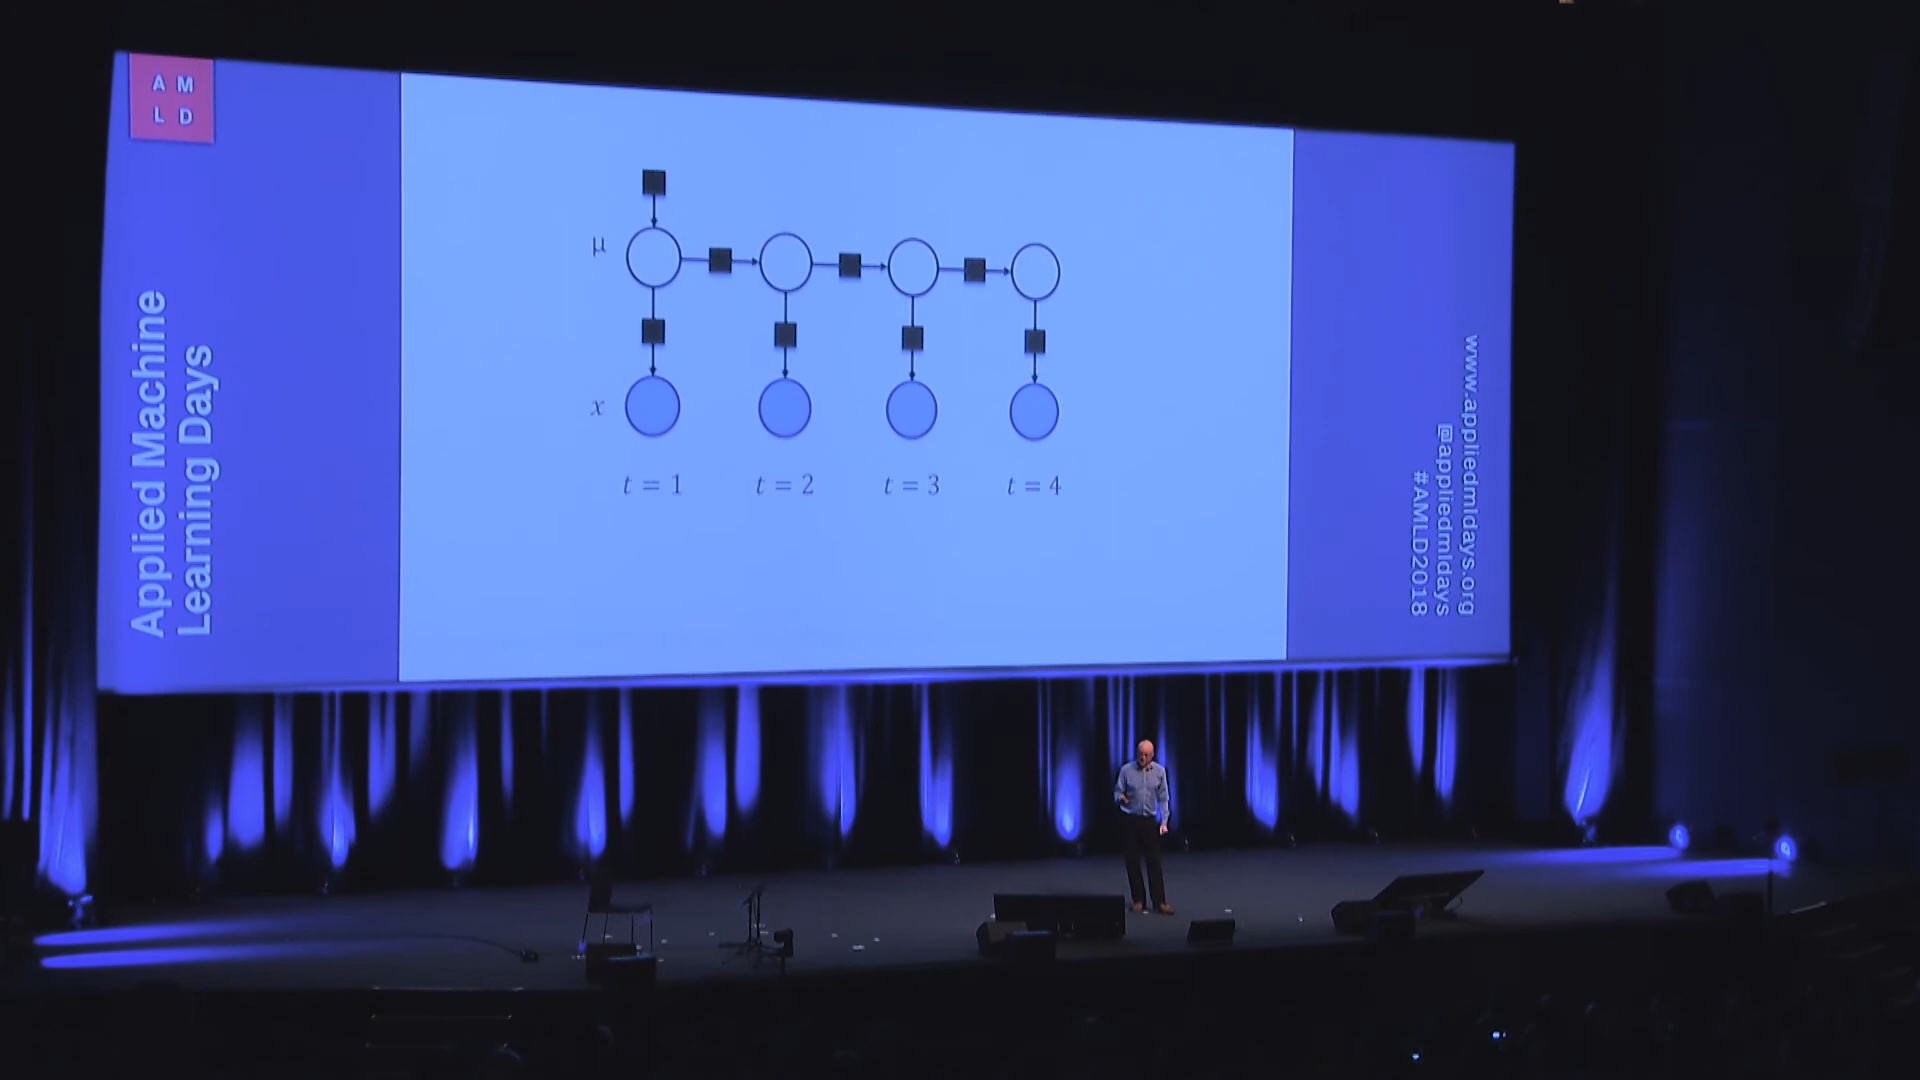 A M
L D
Applied Machine
Learning Days
μ
x
t = 1
t = 2
t = 3
t = 4
www.appliedmldays.org
@appliedmldays
#AMLD2018